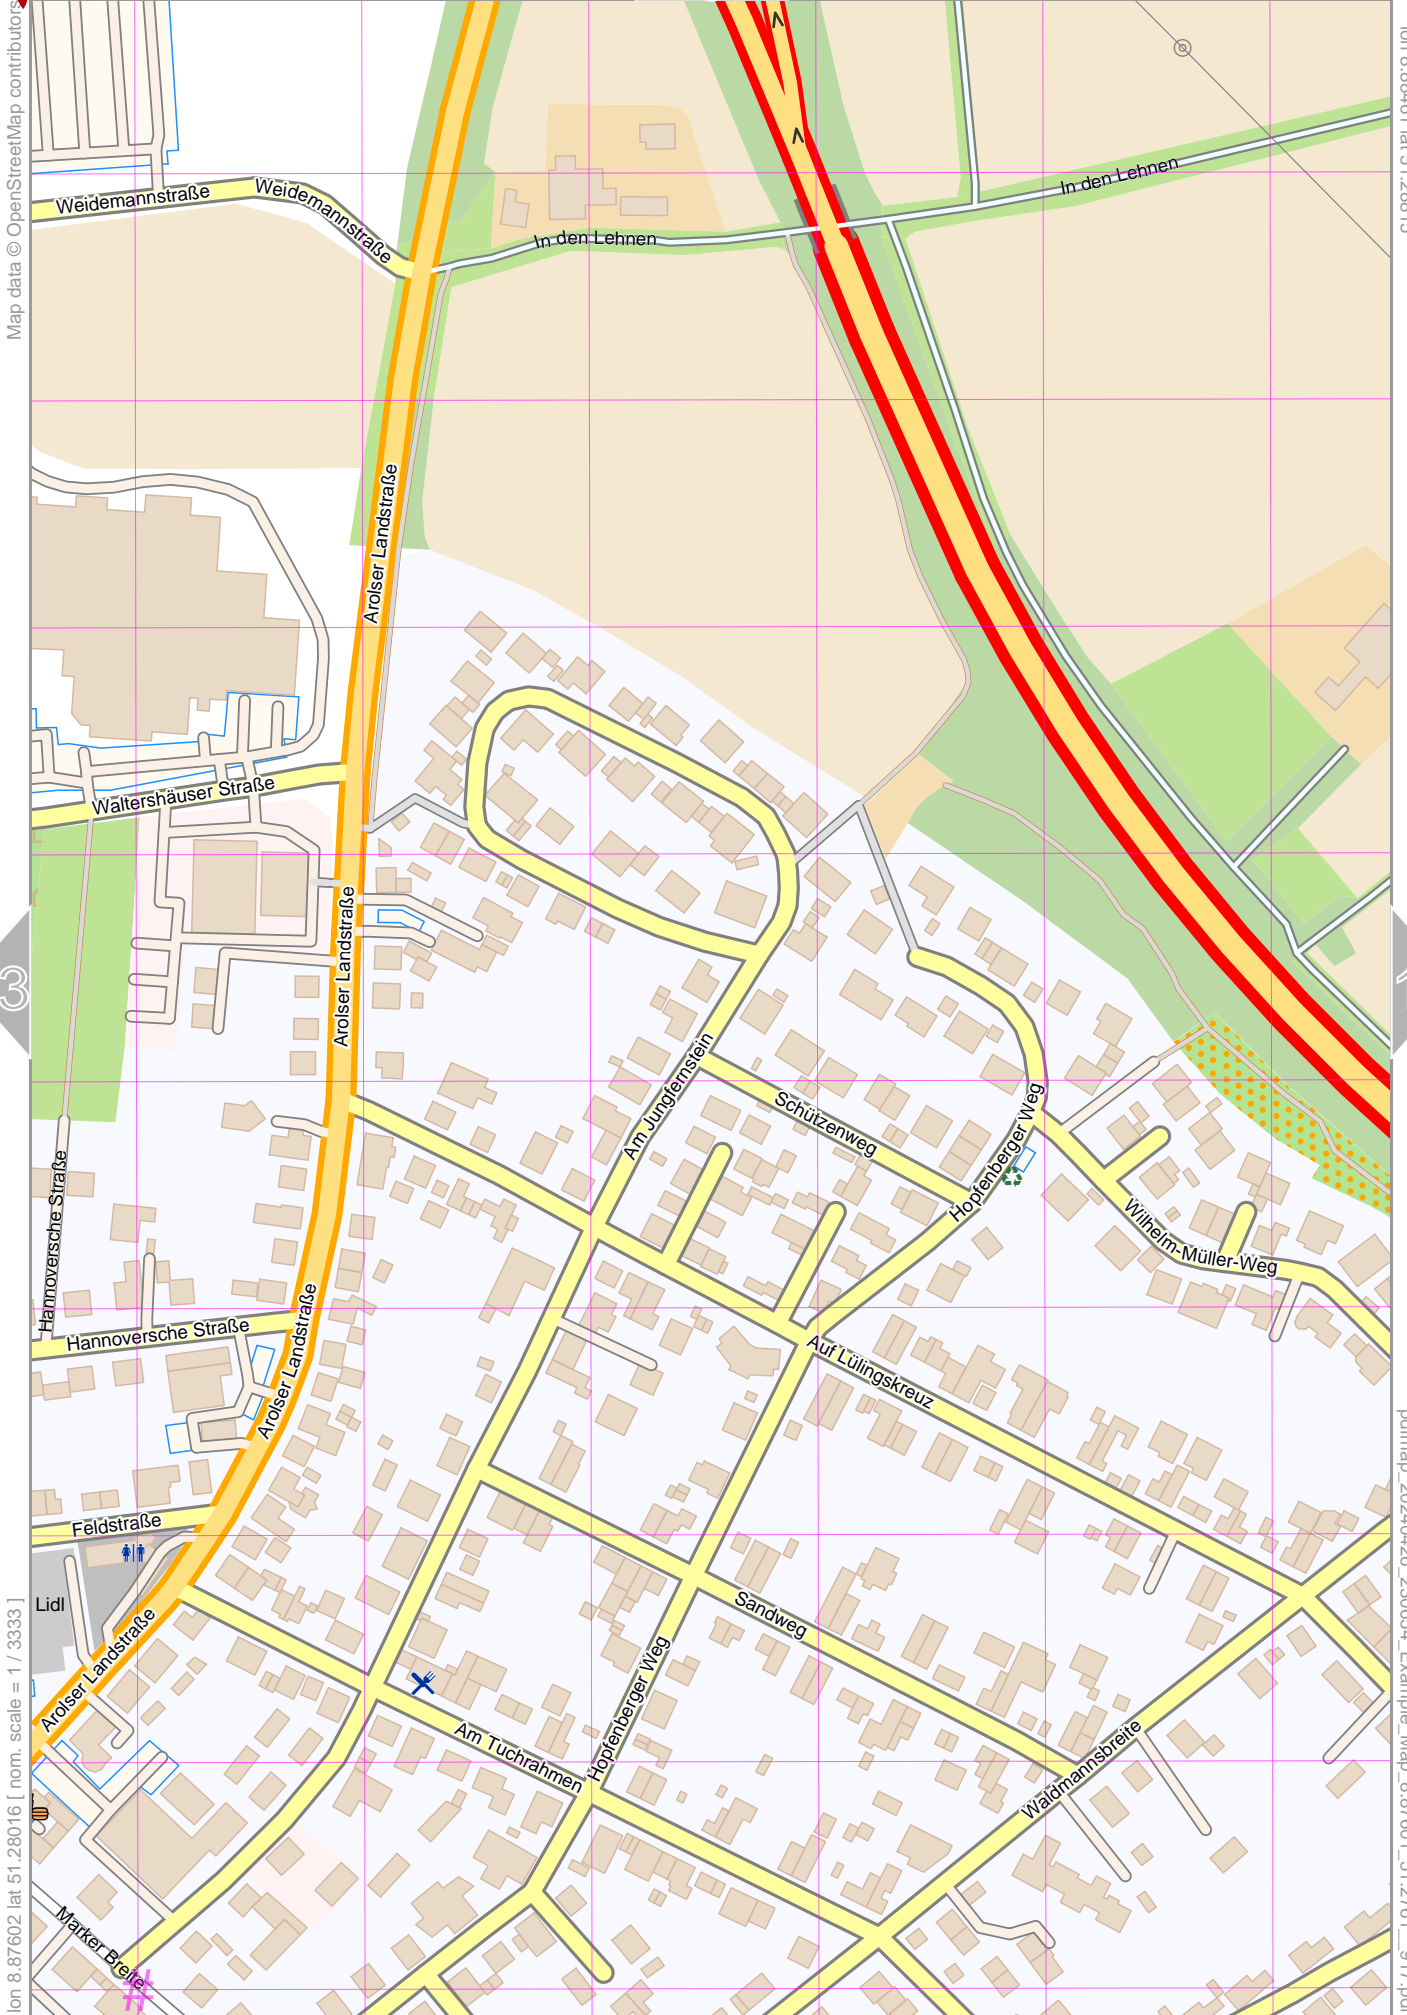 Map data © OpenStreetMap contributors
In den Lehnen
Weidemannstraße
Weidemannstraße
In den Lehnen
Arolser Landstraße
Waltershäuser Straße
Arolser Landstraße
3
Am Jungfernstein
Schützenweg
Hopfenberger Weg
Hannoversche Straße
Wilhelm-Müller-Weg
Hannoversche Straße
Arolser Landstraße
Auf Lülingskreuz
Feldstraße
Lidl
Sandweg
Arolser Landstraße
Hopfenberger Weg
Am Tuchrahmen
Waldmannsbreite
Marker Breite
#
lon 8.87602 lat 51.28016 [ nom. scale = 1 / 3333 ]